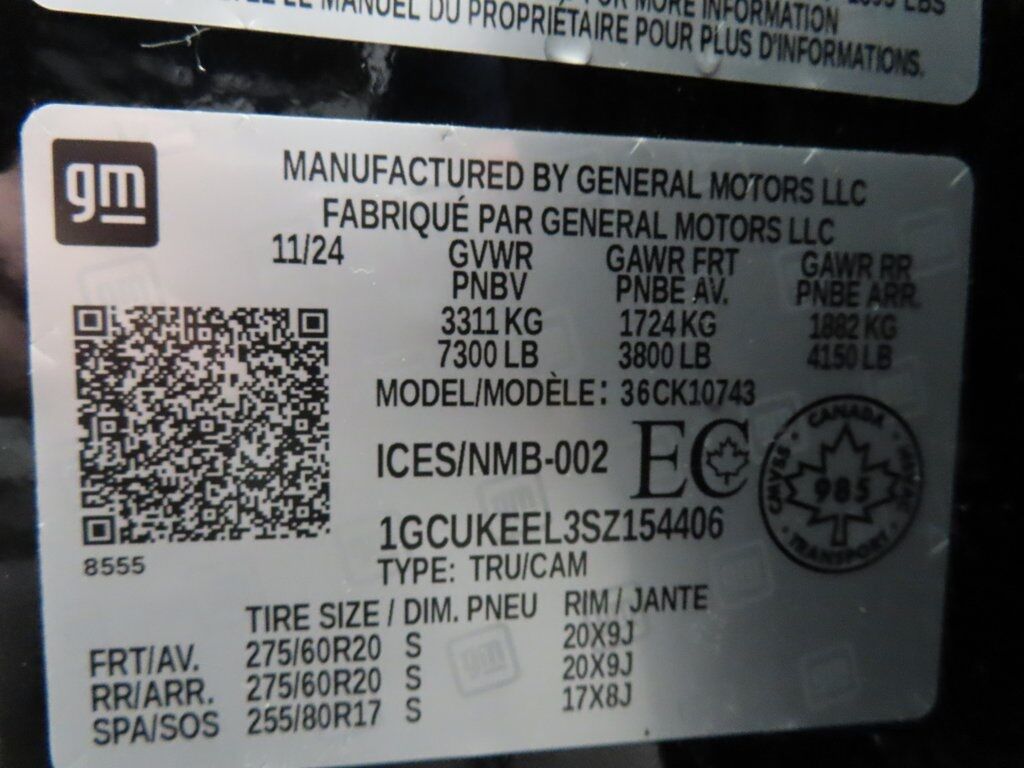 LBS
MORE INFORMATION
LE MANUEL DU PROPRIÉTAIRE POUR PLUS D'INFORMATIONS.
gm
MANUFACTURED BY GENERAL MOTORS LLC
FABRIQUÉ PAR GENERAL MOTORS LLC
11/24 GVWR GAWR FRT GAWR RR
PNBV PNBE AV. PNBE ARR.
3311 KG 1724 KG 1882 KG
7300 LB 3800 LB 4150 LB
MODEL/MODÈLE: 36CK10743
ICES/NMB-002 EC
CANADA
985
TRANSPORT
1GCUKEEL3SZ154406
8555
TYPE: TRU/CAM
TIRE SIZE / DIM. PNEU RIM / JANTE
FRT/AV. 275/60R20 S 20X9J
RR/ARR. 275/60R20 S 20X9J
SPA/SOS 255/80R17 S 17X8J